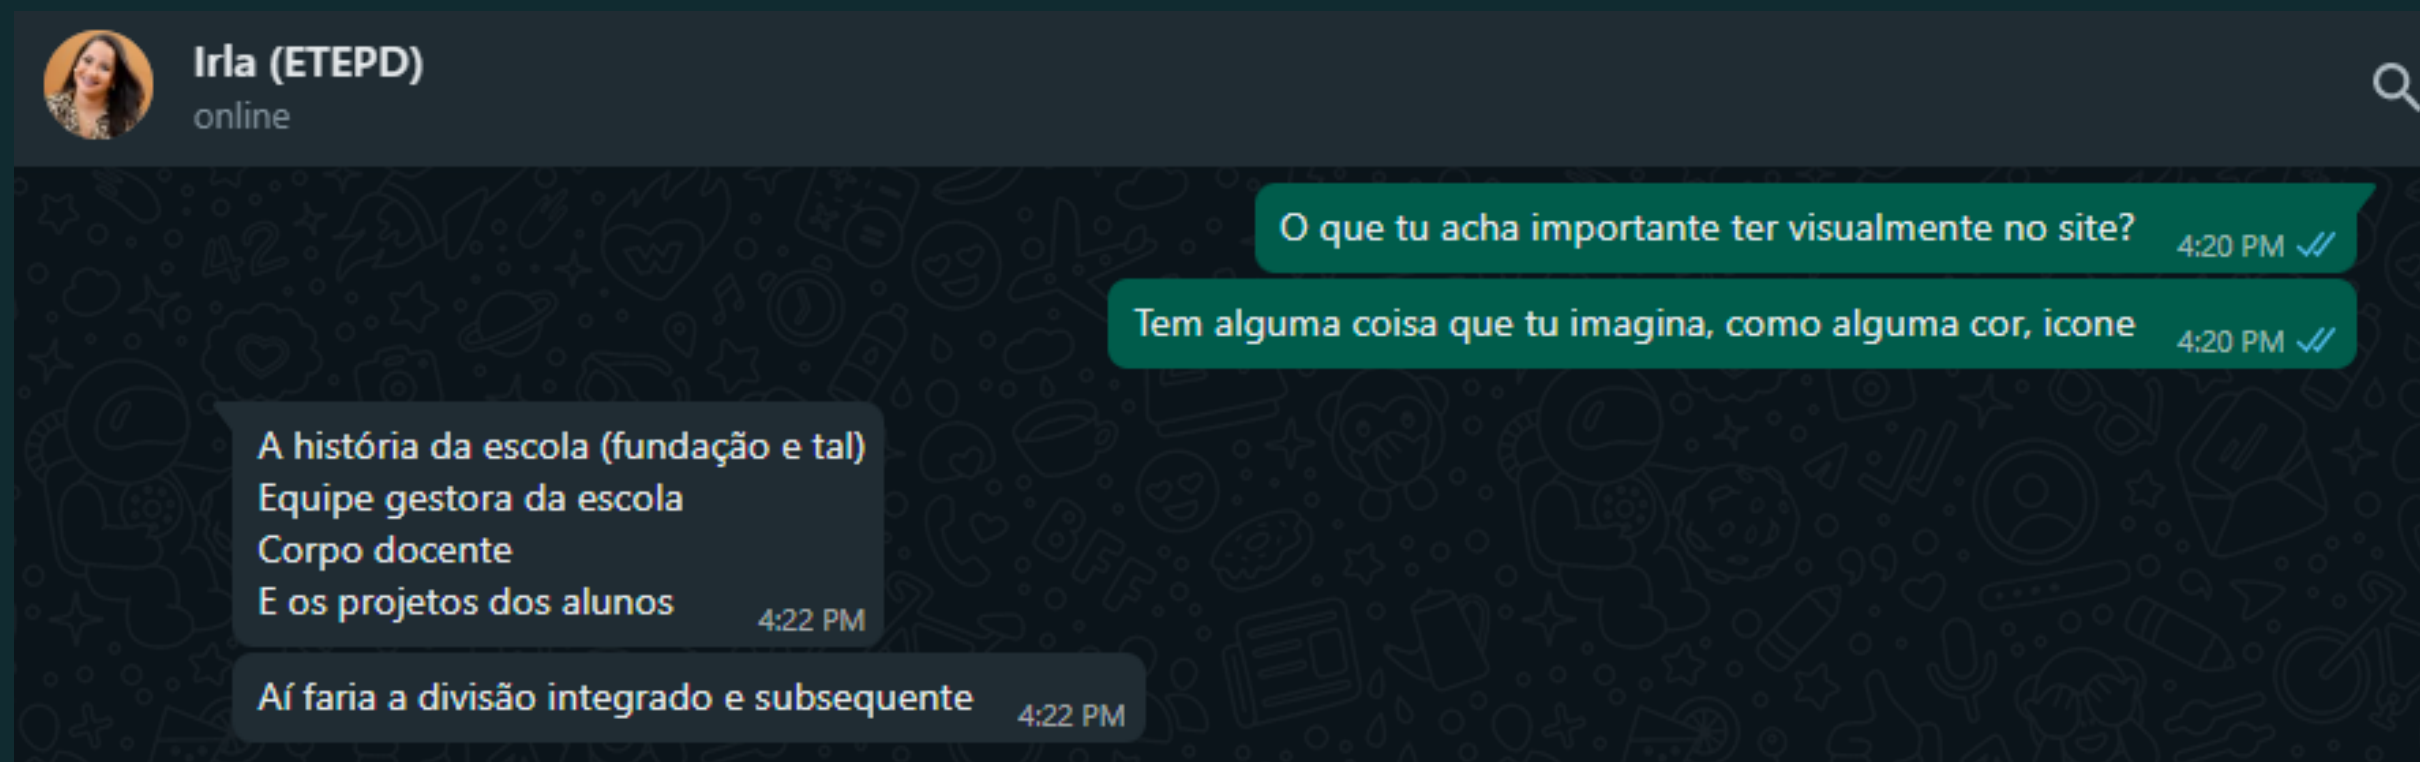 Irla (ETEPD)
online
O que tu acha importante ter visualmente no site?
4:20 PM
Tem alguma coisa que tu imagina, como alguma cor, icone
4:20 PM
A história da escola (fundação e tal)
Equipe gestora da escola
Corpo docente
E os projetos dos alunos
4:22 PM
Aí faria a divisão integrado e subsequente
4:22 PM